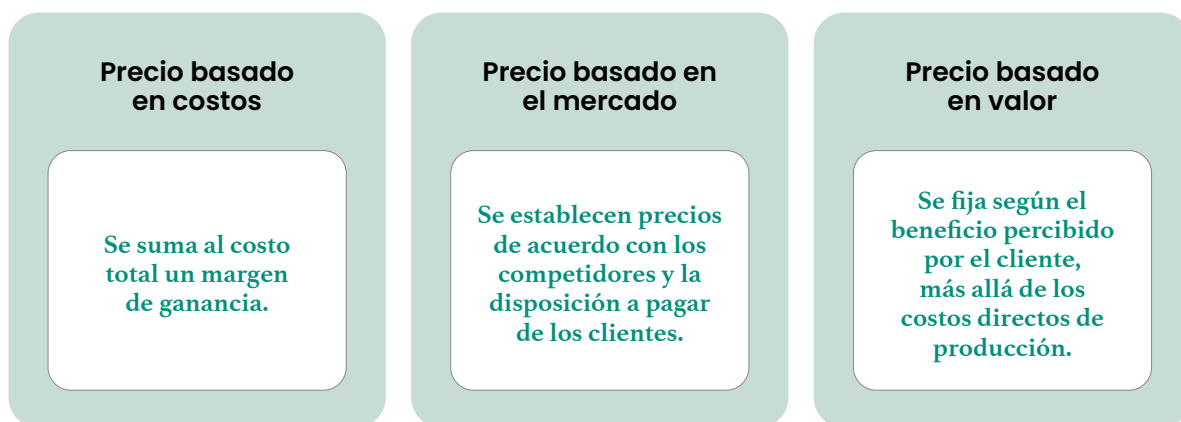 Precio basado
en costos
Se suma al costo
total un margen
de ganancia.
Precio basado en
el mercado
Se establecen precios
de acuerdo con los
competidores y la
disposición a pagar
de los clientes.
Precio basado
en valor
Se fija según el
beneficio percibido
por el cliente,
más allá de los
costos directos de
producción.